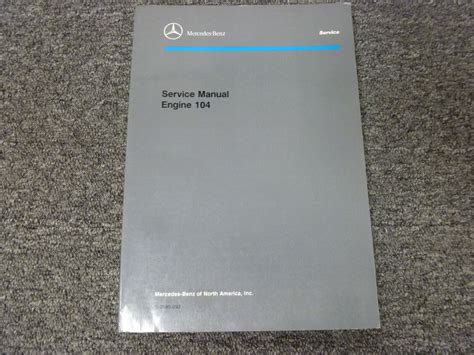 Mercedes-Benz Service
Service Manual
Engine 104
Mercedes-Benz of North America, Inc.